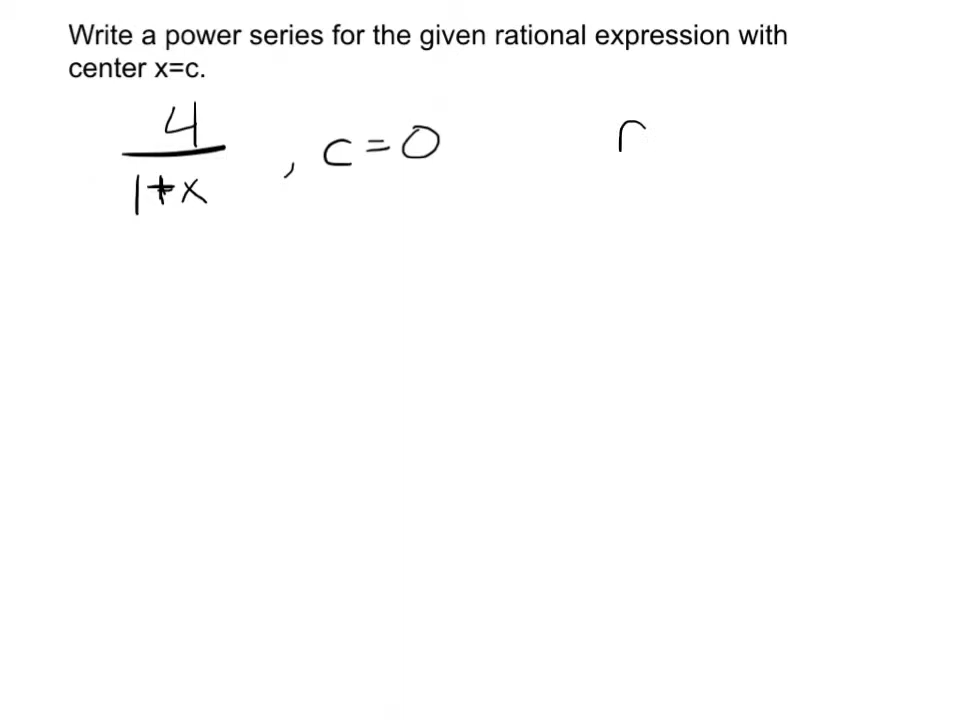 Write a power series for the given rational expression with
center x=c.
4
1+x , c=0 r